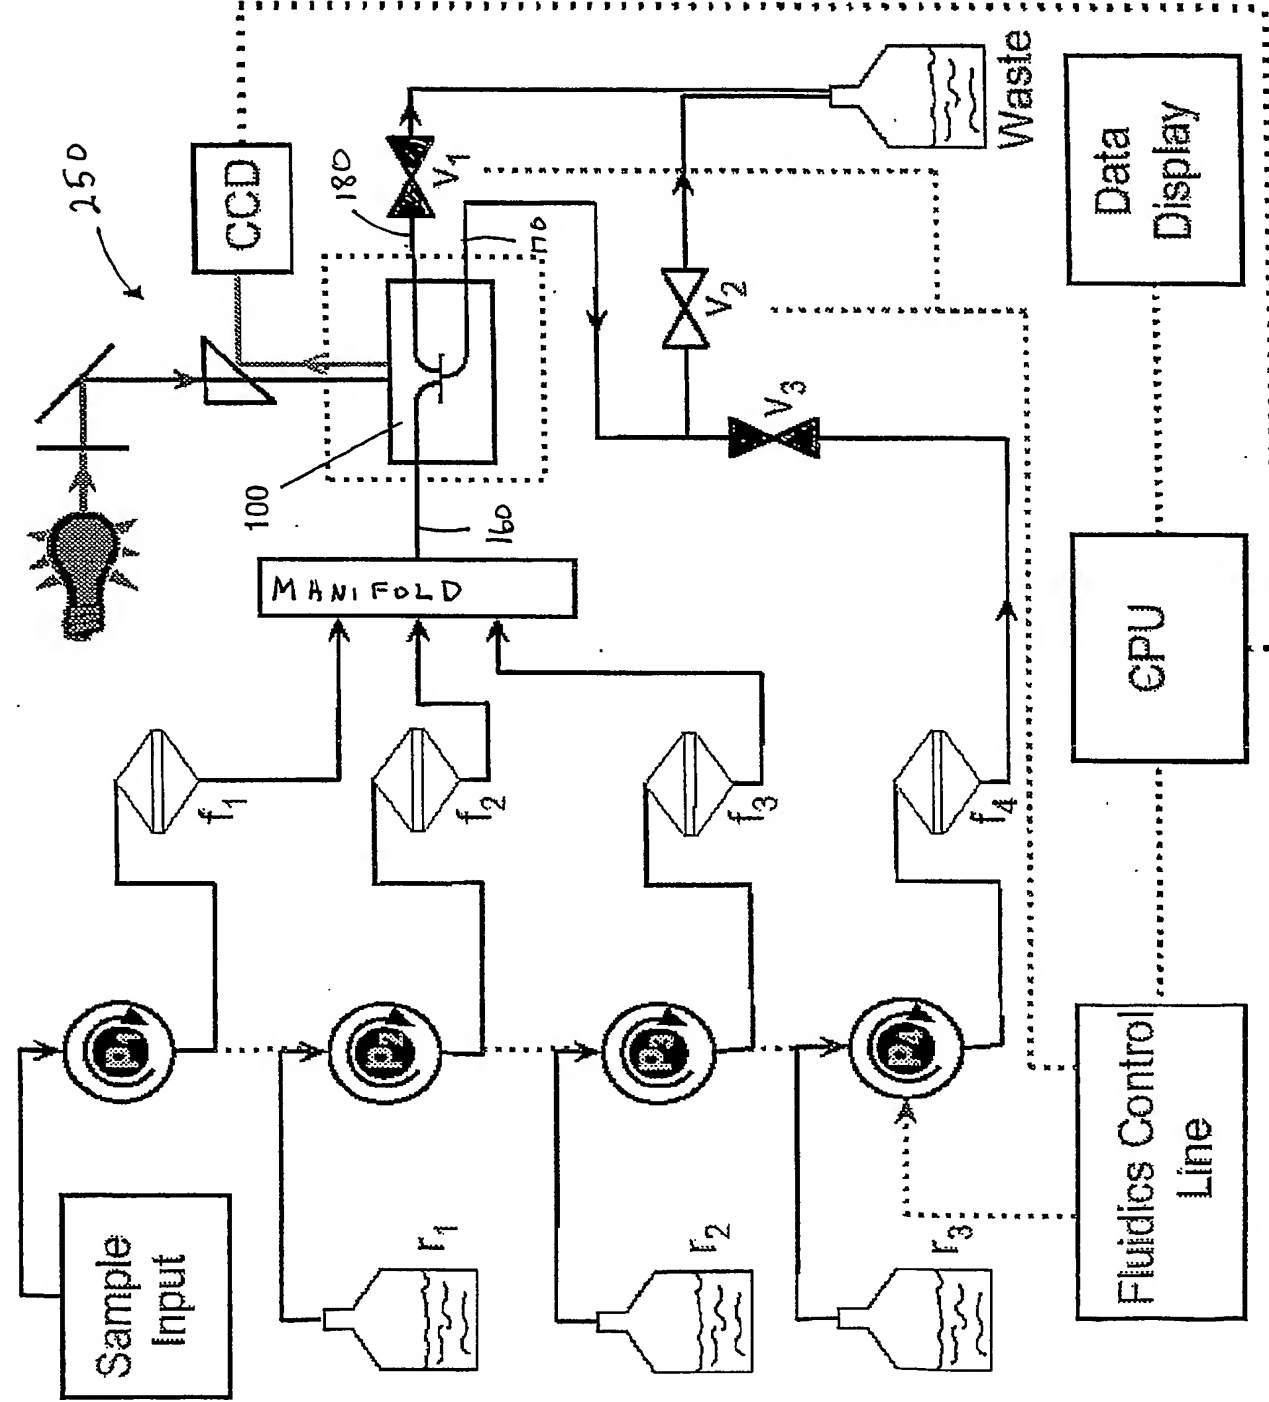 Sample
Input
p1
f1
250
CCD
100
MANIFOLD
180
V1
160
170
r1
p2
f2
V2
V3
Waste
r2
p3
f3
r3
p4
f4
Fluidics Control
Line
CPU
Data
Display